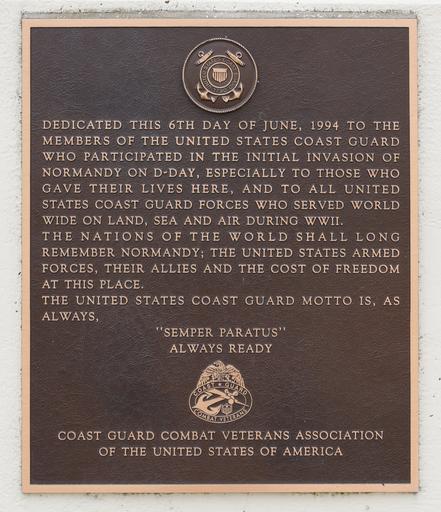 DEDICATED THIS 6TH DAY OF JUNE, 1994 TO THE
MEMBERS OF THE UNITED STATES COAST GUARD
WHO PARTICIPATED IN THE INITIAL INVASION OF
NORMANDY ON D-DAY, ESPECIALLY TO THOSE WHO
GAVE THEIR LIVES HERE, AND TO ALL UNITED
STATES COAST GUARD FORCES WHO SERVED WORLD
WIDE ON LAND, SEA AND AIR DURING WWII.
THE NATIONS OF THE WORLD SHALL LONG
REMEMBER NORMANDY; THE UNITED STATES ARMED
FORCES, THEIR ALLIES AND THE COST OF FREEDOM
AT THIS PLACE.
THE UNITED STATES COAST GUARD MOTTO IS, AS
ALWAYS,
"SEMPER PARATUS"
ALWAYS READY
COAST GUARD
COMBAT VETERANS
COAST GUARD COMBAT VETERANS ASSOCIATION
OF THE UNITED STATES OF AMERICA